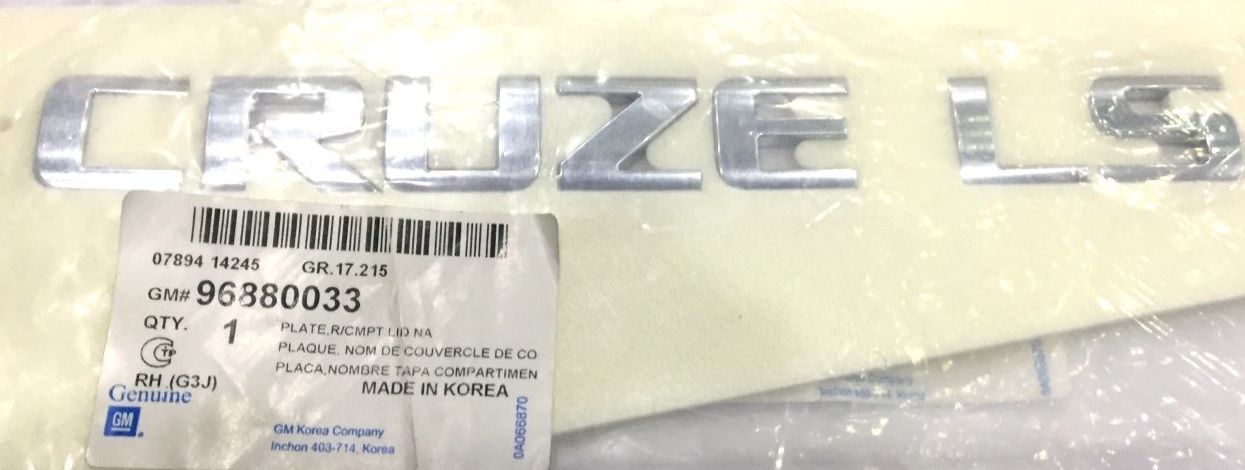 CRUZE LS
07894 14245 GR.17.215
GM# 96880033
QTY. 1
PLATE,R/CMPT LID NA
PLAQUE, NOM DE COUVERCLE DE CO
PLACA,NOMBRE TAPA COMPARTIMEN
RH (G3J)
MADE IN KOREA
Genuine
GM
GM Korea Company
Inchon 403-714, Korea
0A066870